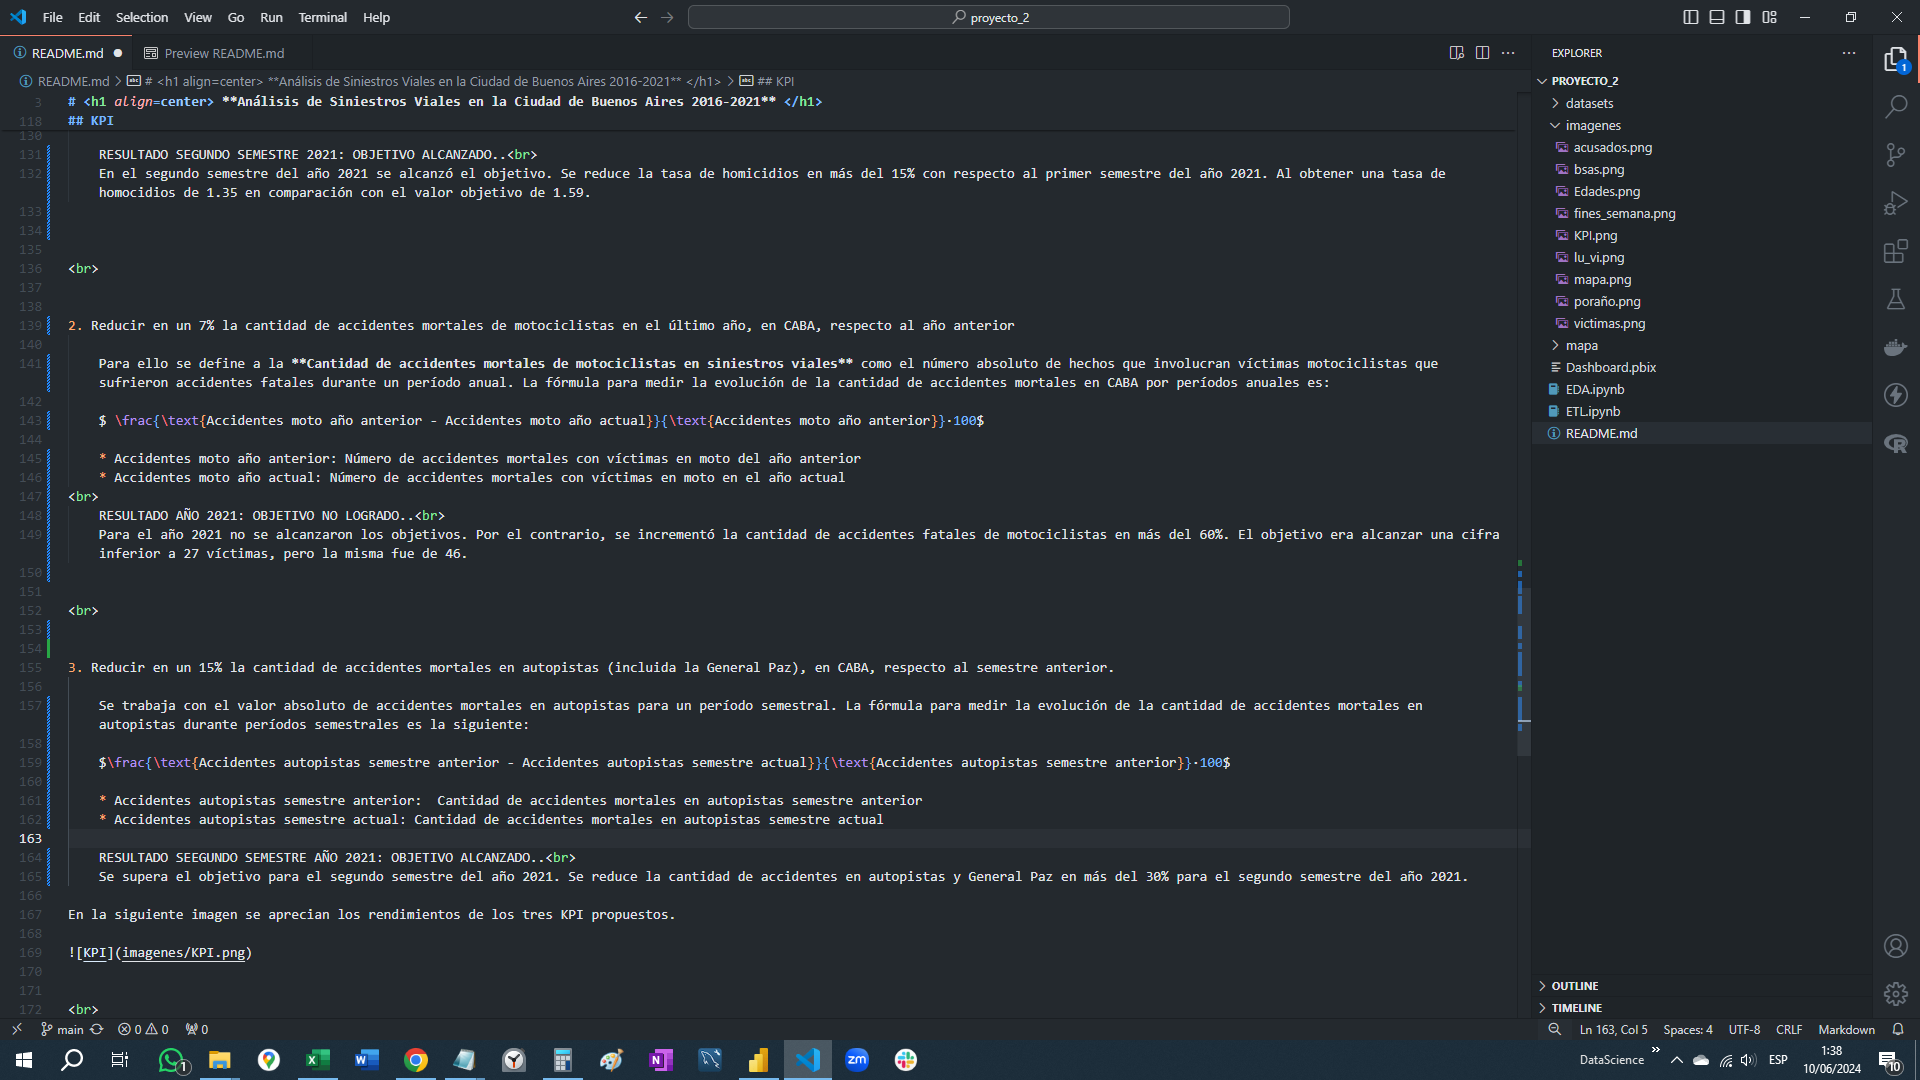 File Edit Selection View Go Run Terminal Help
proyecto_2
README.md Preview README.md
README.md > # <h1 align=center> **Análisis de Siniestros Viales en la Ciudad de Buenos Aires 2016-2021** </h1> > ## KPI
3 # <h1 align=center> **Análisis de Siniestros Viales en la Ciudad de Buenos Aires 2016-2021** </h1>
118 ## KPI
130
131 RESULTADO SEGUNDO SEMESTRE 2021: OBJETIVO ALCANZADO..<br>
132 En el segundo semestre del año 2021 se alcanzó el objetivo. Se reduce la tasa de homicidios en más del 15% con respecto al primer semestre del año 2021. Al obtener una tasa de
homocidios de 1.35 en comparación con el valor objetivo de 1.59.
133
134
135
136 <br>
137
138
139 2. Reducir en un 7% la cantidad de accidentes mortales de motociclistas en el último año, en CABA, respecto al año anterior
140
141 Para ello se define a la **Cantidad de accidentes mortales de motociclistas en siniestros viales** como el número absoluto de hechos que involucran víctimas motociclistas que
sufrieron accidentes fatales durante un período anual. La fórmula para medir la evolución de la cantidad de accidentes mortales en CABA por períodos anuales es:
142
143 $ \frac{\text{Accidentes moto año anterior - Accidentes moto año actual}}{\text{Accidentes moto año anterior}}·100$
144
145 * Accidentes moto año anterior: Número de accidentes mortales con víctimas en moto del año anterior
146 * Accidentes moto año actual: Número de accidentes mortales con víctimas en moto en el año actual
147 <br>
148 RESULTADO AÑO 2021: OBJETIVO NO LOGRADO..<br>
149 Para el año 2021 no se alcanzaron los objetivos. Por el contrario, se incrementó la cantidad de accidentes fatales de motociclistas en más del 60%. El objetivo era alcanzar una cifra
inferior a 27 víctimas, pero la misma fue de 46.
150
151
152 <br>
153
154
155 3. Reducir en un 15% la cantidad de accidentes mortales en autopistas (incluida la General Paz), en CABA, respecto al semestre anterior.
156
157 Se trabaja con el valor absoluto de accidentes mortales en autopistas para un período semestral. La fórmula para medir la evolución de la cantidad de accidentes mortales en
autopistas durante períodos semestrales es la siguiente:
158
159 $\frac{\text{Accidentes autopistas semestre anterior - Accidentes autopistas semestre actual}}{\text{Accidentes autopistas semestre anterior}}·100$
160
161 * Accidentes autopistas semestre anterior:  Cantidad de accidentes mortales en autopistas semestre anterior
162 * Accidentes autopistas semestre actual: Cantidad de accidentes mortales en autopistas semestre actual
163
164 RESULTADO SEEGUNDO SEMESTRE AÑO 2021: OBJETIVO ALCANZADO..<br>
165 Se supera el objetivo para el segundo semestre del año 2021. Se reduce la cantidad de accidentes en autopistas y General Paz en más del 30% para el segundo semestre del año 2021.
166
167 En la siguiente imagen se aprecian los rendimientos de los tres KPI propuestos.
168
169 ![KPI](imagenes/KPI.png)
170
171
172 <br>
EXPLORER
PROYECTO_2
datasets
imagenes
acusados.png
bsas.png
Edades.png
fines_semana.png
KPI.png
lu_vi.png
mapa.png
poraño.png
victimas.png
mapa
Dashboard.pbix
EDA.ipynb
ETL.ipynb
README.md
OUTLINE
TIMELINE
1
main 0 0 0
Ln 163, Col 5 Spaces: 4 UTF-8 CRLF Markdown
1
zm
DataScience ESP
1:38
10/06/2024
10